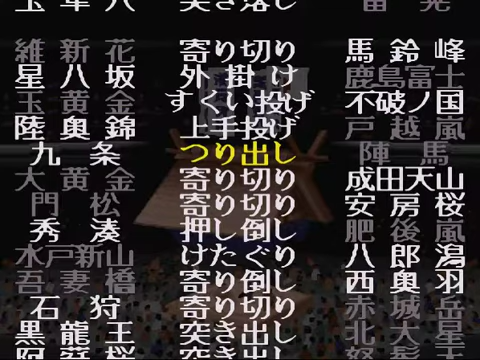 維新花 寄り切り 馬鈴峰
星八坂 外掛け 鹿島富士
玉黄金 すくい投げ 不破ノ国
陸奥錦 上手投げ 戸越嵐
九条 つり出し 陣馬
大黄金 寄り切り 成田天山
門松 寄り切り 安房桜
秀湊 押し倒し 肥後風
水戸新山 けたぐり 八郎潟
吾妻橋 寄り倒し 西奥羽
石狩 寄り切り 赤城岳
黒龍王 突き出し 北大星